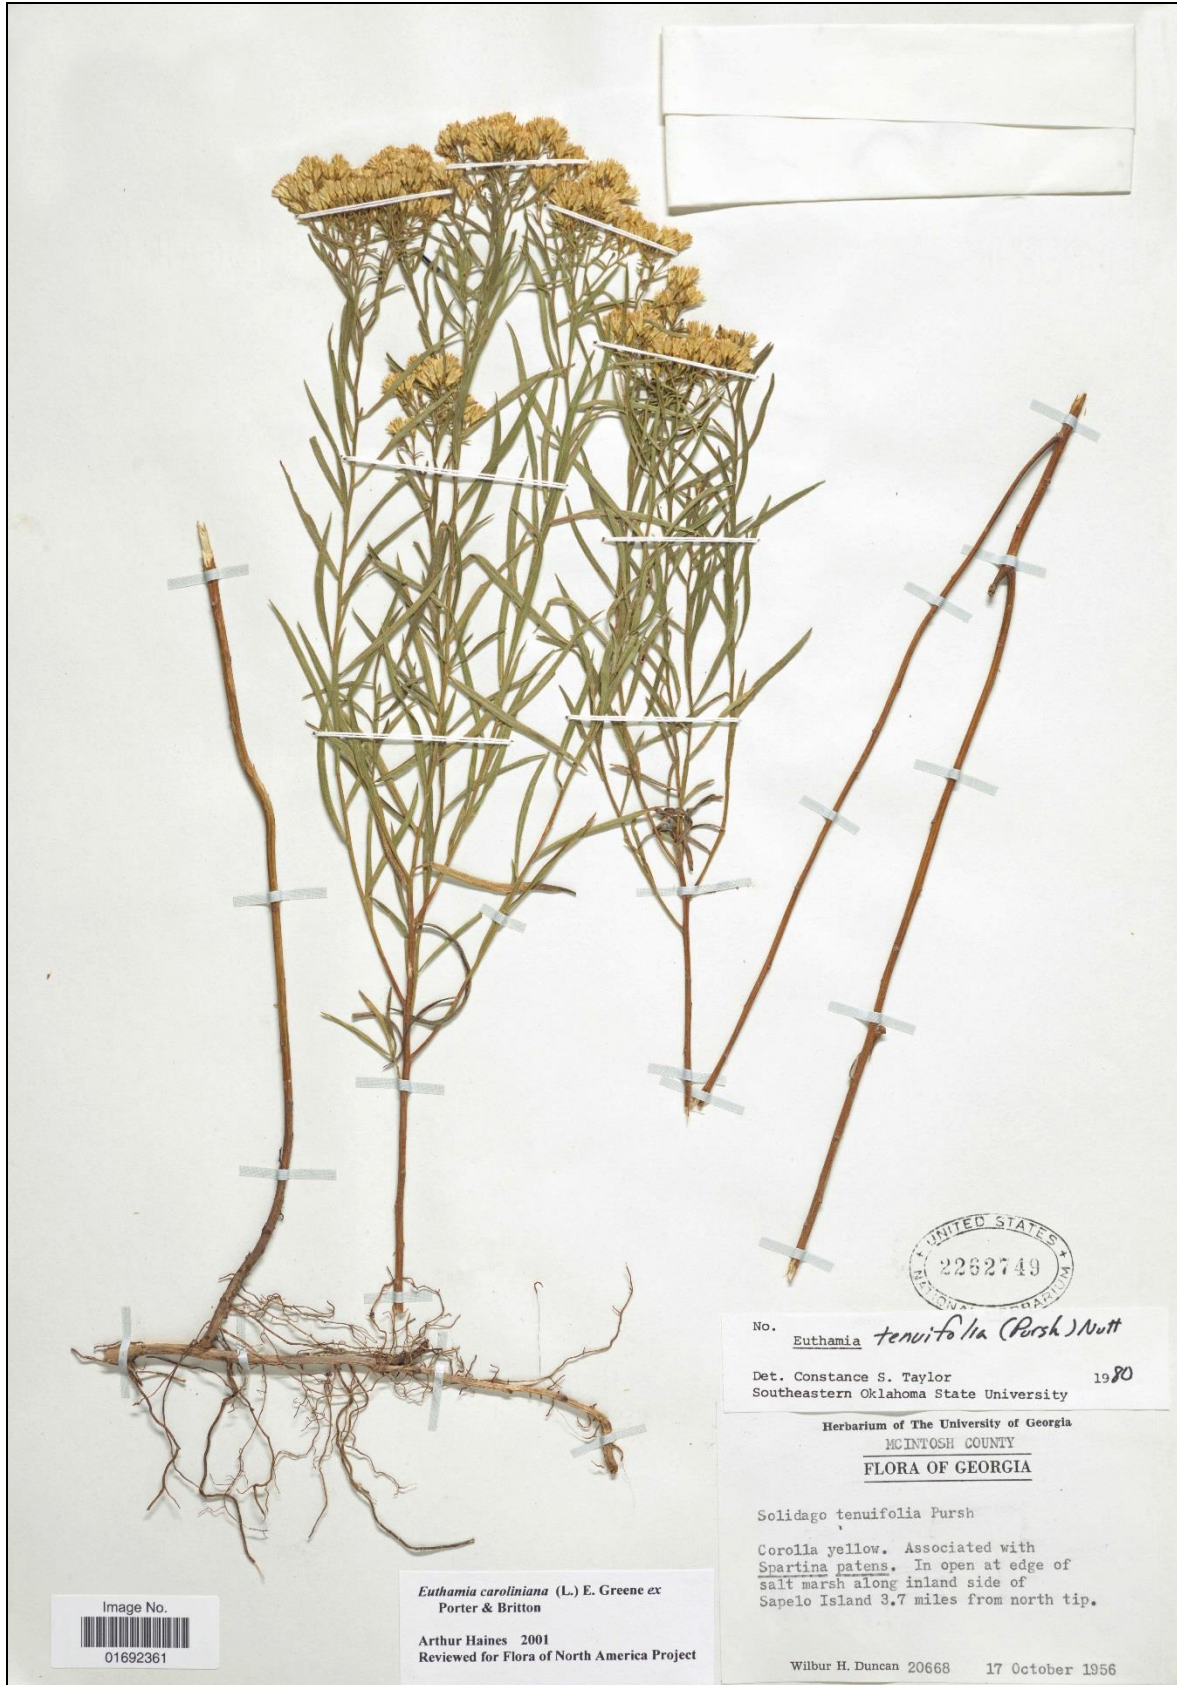 UNITED STATES
2262749
NATIONAL HERBARIUM
No.
Euthamia tenuifolia (Pursh) Nutt
Det. Constance S. Taylor 1980
Southeastern Oklahoma State University
Herbarium of The University of Georgia
MCINTOSH COUNTY
FLORA OF GEORGIA
Solidago tenuifolia Pursh
Corolla yellow. Associated with
Spartina patens. In open at edge of
salt marsh along inland side of
Sapelo Island 3.7 miles from north tip.
Wilbur H. Duncan 20668 17 October 1956
Euthamia caroliniana (L.) E. Greene ex
Porter & Britton
Arthur Haines 2001
Reviewed for Flora of North America Project
Image No.
01692361